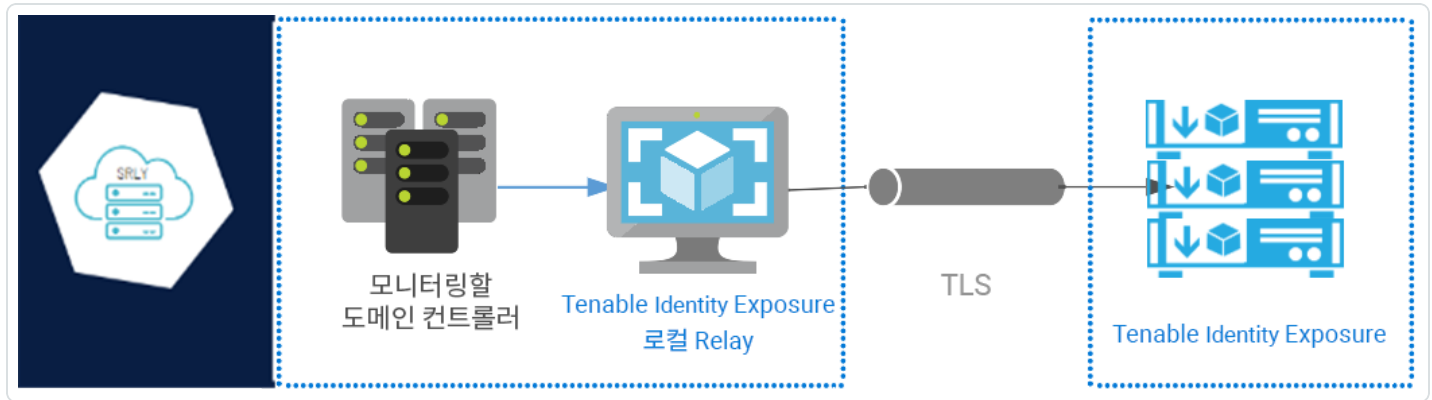 SRLY
모니터링할
도메인 컨트롤러
Tenable Identity Exposure
로컬 Relay
TLS
Tenable Identity Exposure